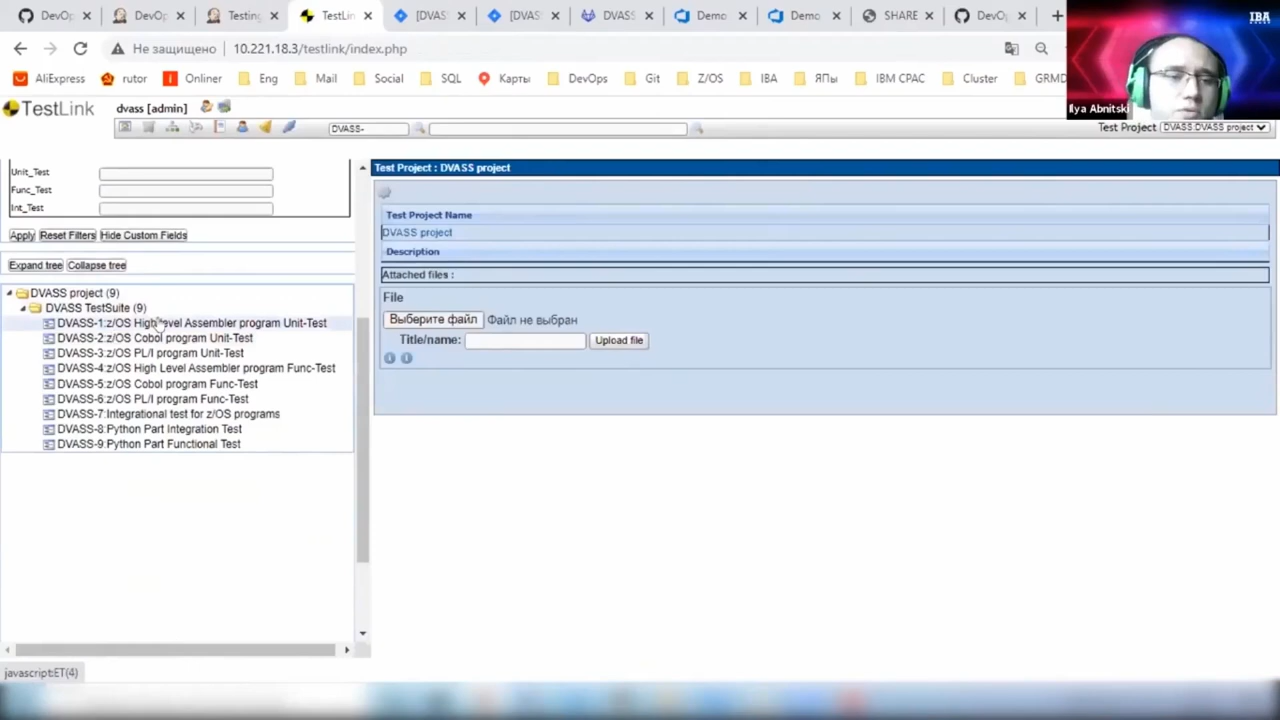 DevO
DevO
Testing
TestLin
[DVAS
[DVAS
DVASS
Demo
Demo
SHARE
DevO
Не защищено
10.221.18.3/testlink/index.php
IBA
AliExpress
rutor
Onliner
Eng
Mail
Social
SQL
Карты
DevOps
Git
Z/OS
IBA
ЯПы
IBM CPAC
Cluster
GRMD
Ilya Abnitski
TestLink
dvass [admin]
DVASS-
Test Project
DVASS:DVASS project
Unit_Test
Func_Test
Int_Test
Apply
Reset Filters
Hide Custom Fields
Expand tree
Collapse tree
DVASS project (9)
DVASS TestSuite (9)
DVASS-1:z/OS High Level Assembler program Unit-Test
DVASS-2:z/OS Cobol program Unit-Test
DVASS-3:z/OS PL/I program Unit-Test
DVASS-4:z/OS High Level Assembler program Func-Test
DVASS-5:z/OS Cobol program Func-Test
DVASS-6:z/OS PL/I program Func-Test
DVASS-7:Integrational test for z/OS programs
DVASS-8:Python Part Integration Test
DVASS-9:Python Part Functional Test
Test Project : DVASS project
Test Project Name
DVASS project
Description
Attached files :
File
Выберите файл
Файл не выбран
Title/name:
Upload file
javascript:ET(4)